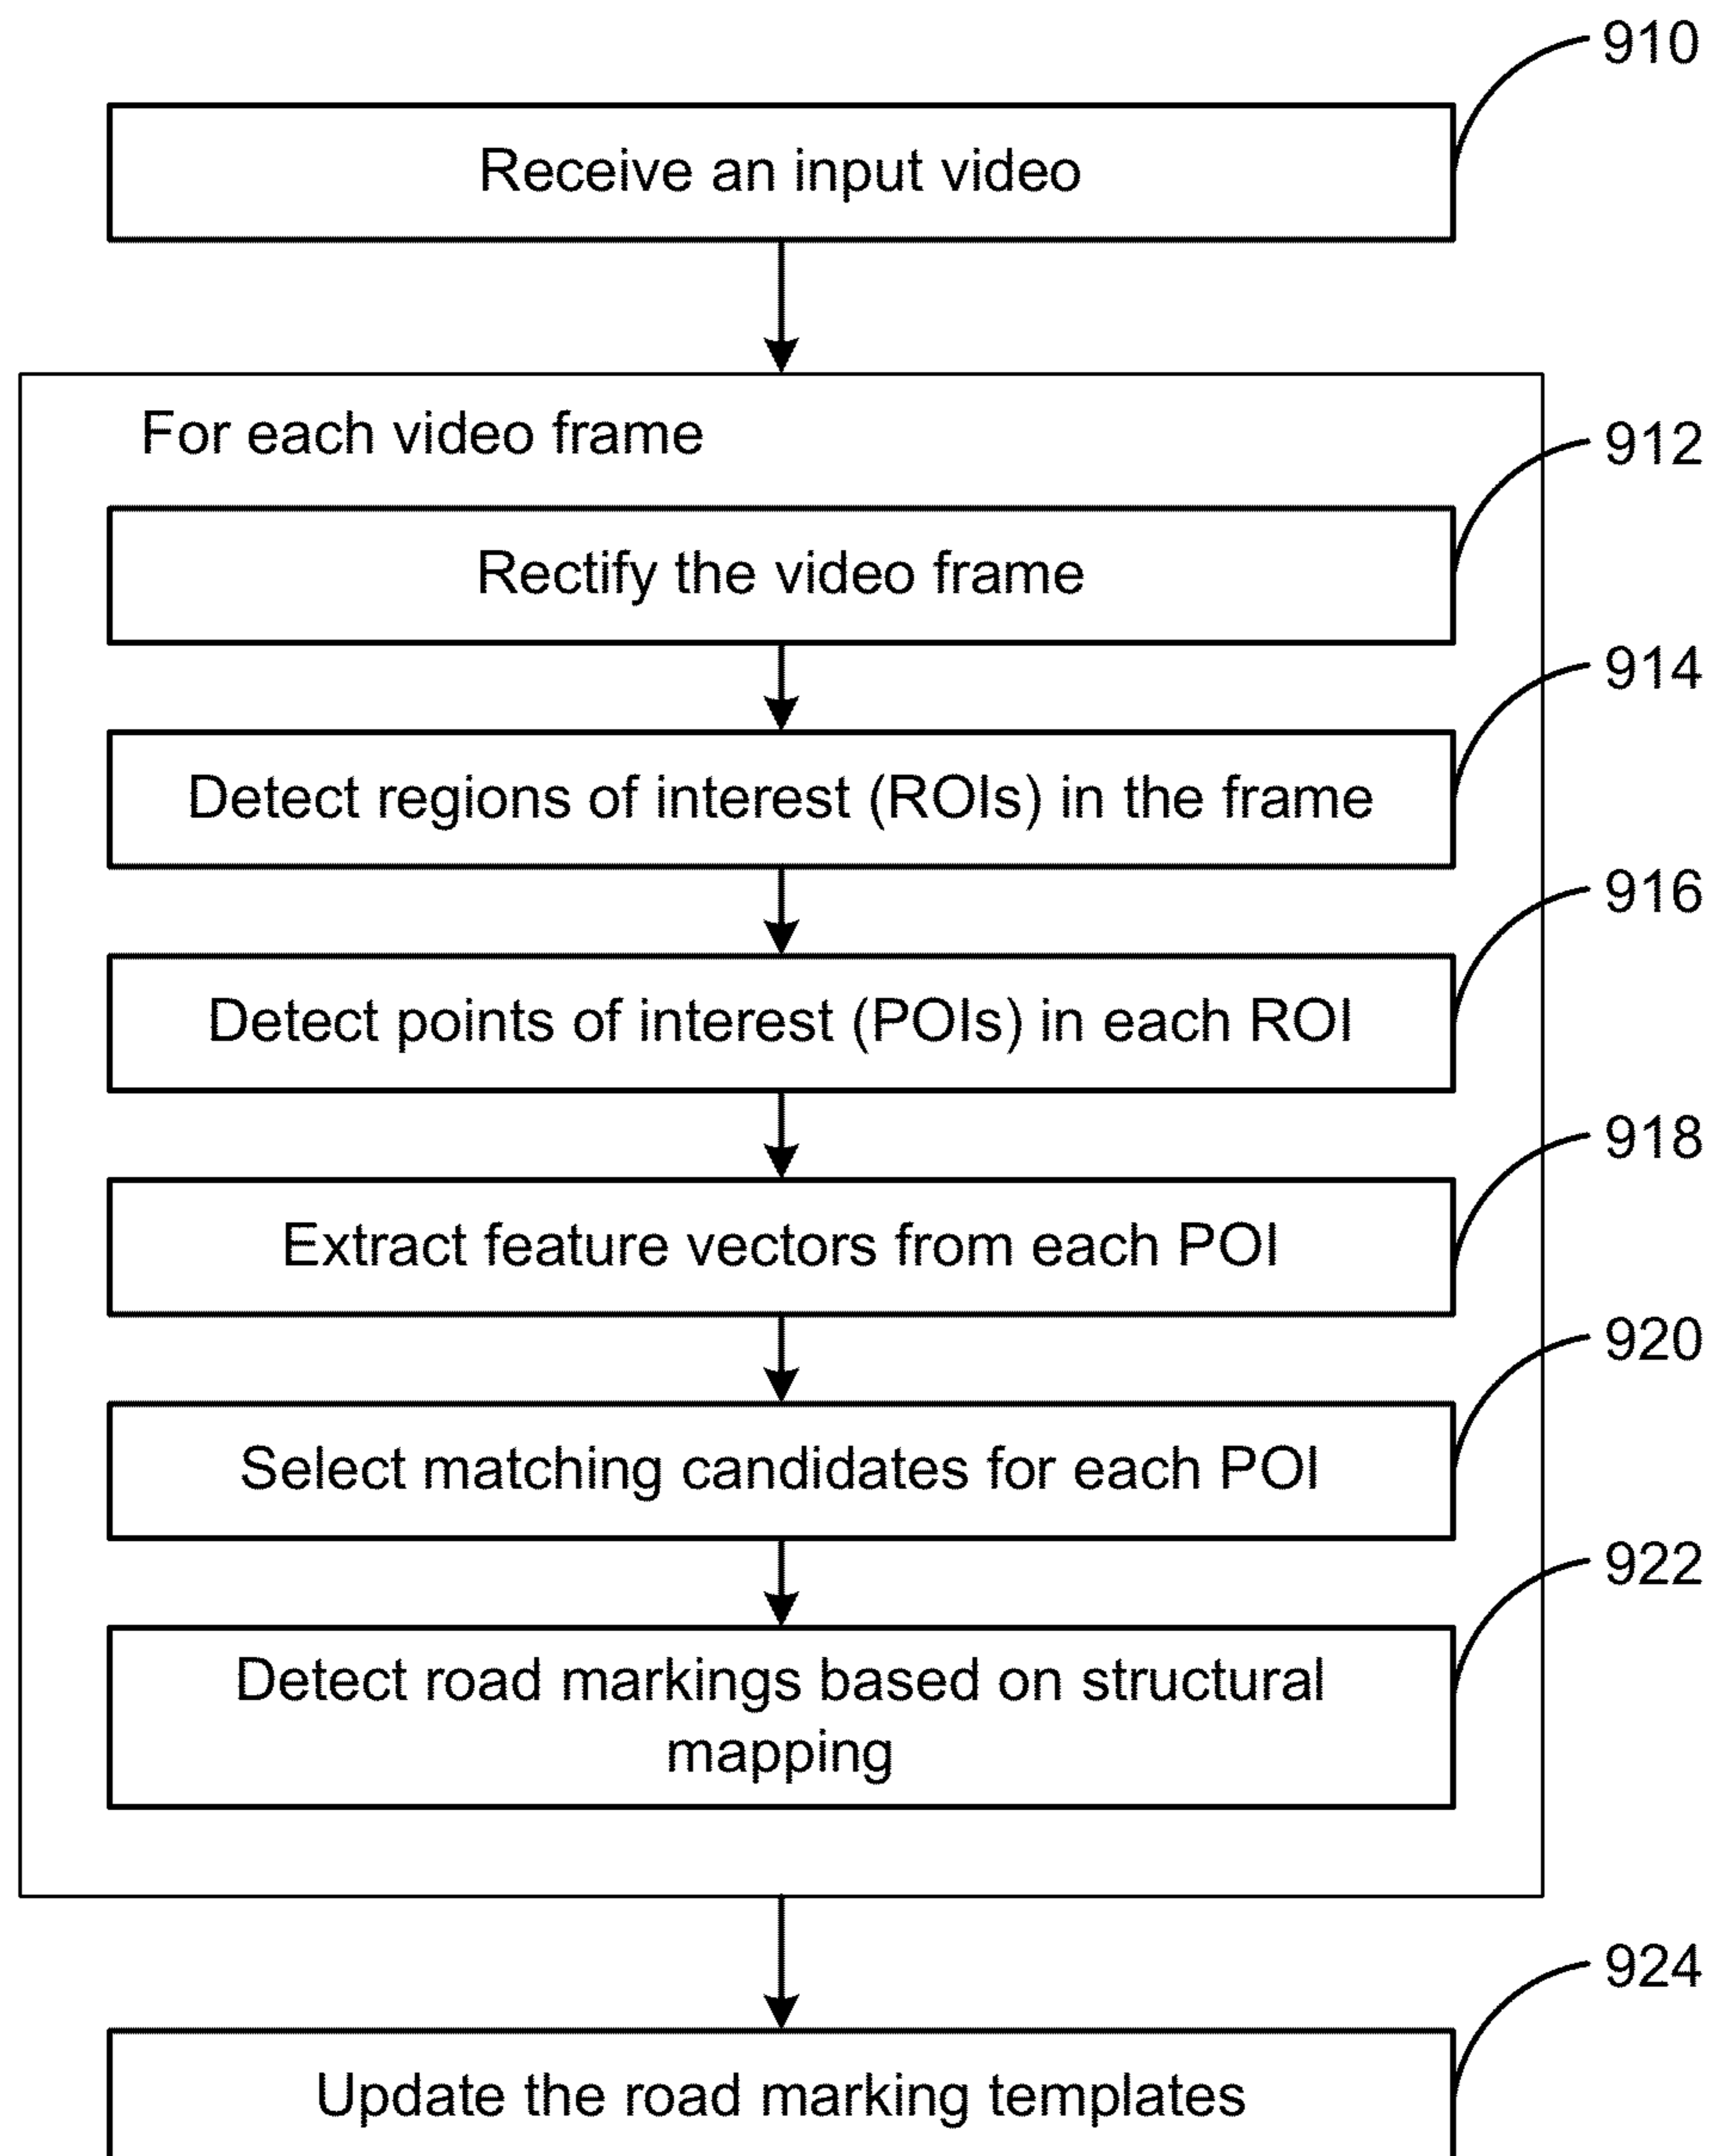 910
Receive an input video
For each video frame
912
Rectify the video frame
914
Detect regions of interest (ROIs) in the frame
916
Detect points of interest (POIs) in each ROI
918
Extract feature vectors from each POI
920
Select matching candidates for each POI
922
Detect road markings based on structural
mapping
924
Update the road marking templates